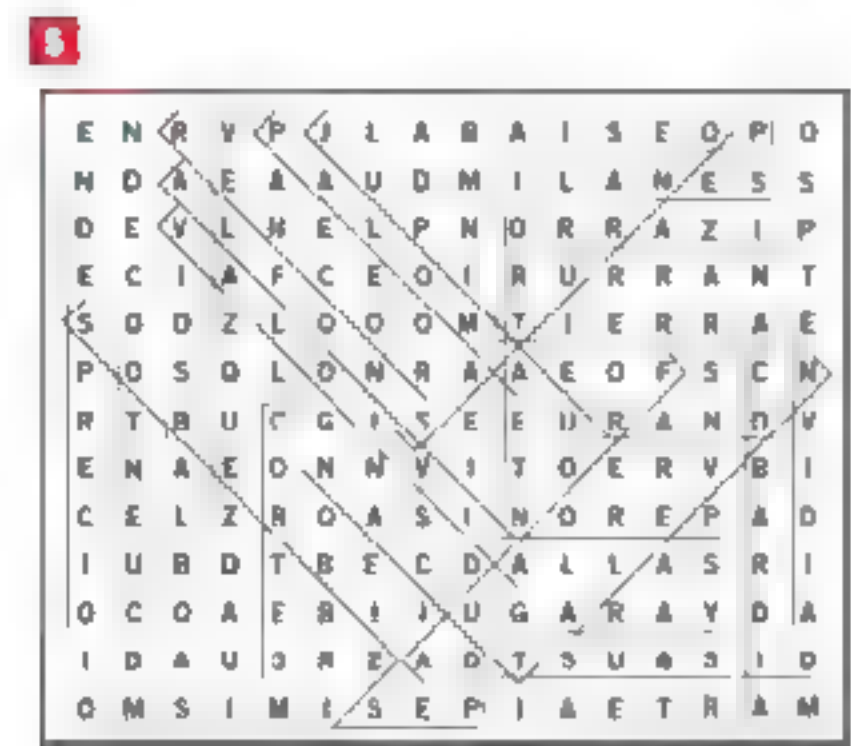 8
E N R V P J L A B A I S E O P O
N D A E A A U D M I L A N E S S
D E V L H E L P N O R R A Z I P
E C I A F C E O I R U R R A N T
S O D Z L O O O M T I E R R A E
P O S O L O N R A A E O F S C N
R T B U C G I S E E U R A N O V
E N A E O N N V I T O E R V B I
C E L Z R O A S I N O R E P A D
I U B D T B E C D A L L A S R I
O C O A E B I J U G A R A Y D A
I D A U J R E A O T S U A S I D
O M S I M I S E P I A E T R A M